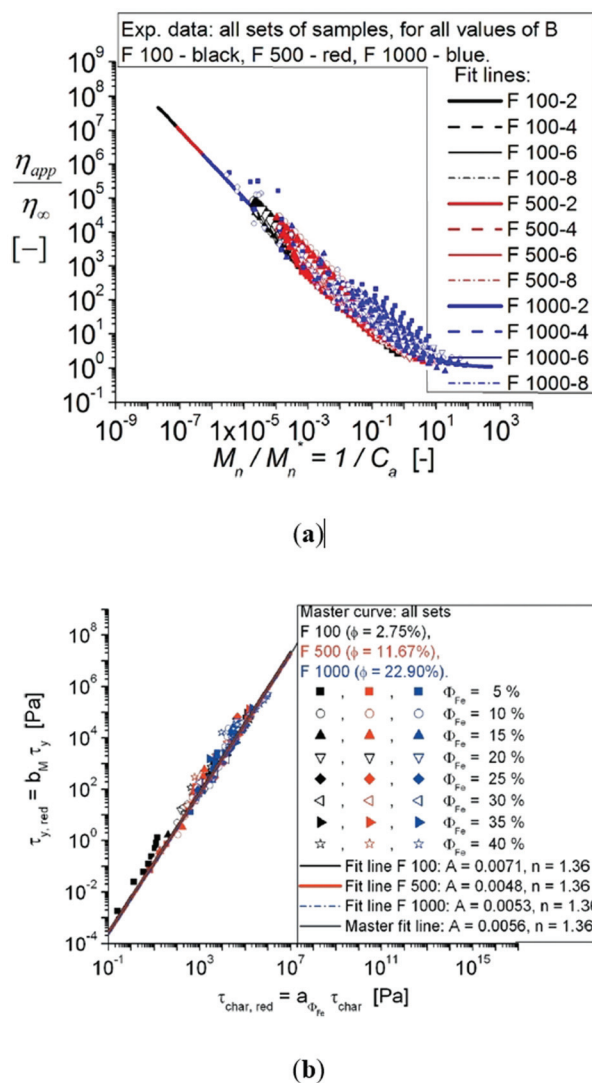 Exp. data: all sets of samples, for all values of B
F 100 - black, F 500 - red, F 1000 - blue.
Fit lines:
F 100-2
F 100-4
F 100-6
F 100-8
F 500-2
F 500-4
F 500-6
F 500-8
F 1000-2
F 1000-4
F 1000-6
F 1000-8
η_app / η_∞ [−]
10^9
10^8
10^7
10^6
10^5
10^4
10^3
10^2
10^1
10^0
10^-1
10^-9 10^-7 1x10^-5 10^-3 10^-1 10^1 10^3
M_n / M_n^* = 1 / C_a [-]
(a)
Master curve: all sets
F 100 (ϕ = 2.75%),
F 500 (ϕ = 11.67%),
F 1000 (ϕ = 22.90%).
, , Φ_Fe = 5 %
, , Φ_Fe = 10 %
, , Φ_Fe = 15 %
, , Φ_Fe = 20 %
, , Φ_Fe = 25 %
, , Φ_Fe = 30 %
, , Φ_Fe = 35 %
, , Φ_Fe = 40 %
Fit line F 100: A = 0.0071, n = 1.36
Fit line F 500: A = 0.0048, n = 1.36
Fit line F 1000: A = 0.0053, n = 1.36
Master fit line: A = 0.0056, n = 1.36
τ_y, red = b_M τ_y [Pa]
10^8
10^6
10^4
10^2
10^0
10^-2
10^-4
10^-1 10^3 10^7 10^11 10^15
τ_char, red = a_Φ_Fe τ_char [Pa]
(b)